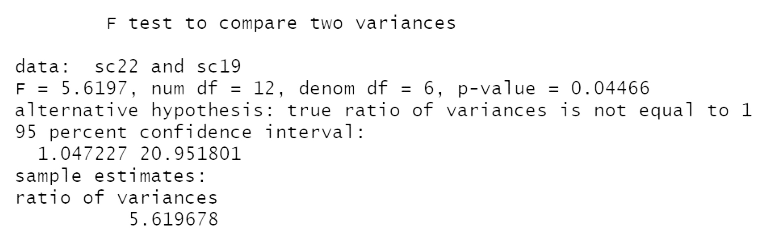 F test to compare two variances
data:  sc22 and sc19
F = 5.6197, num df = 12, denom df = 6, p-value = 0.04466
alternative hypothesis: true ratio of variances is not equal to 1
95 percent confidence interval:
1.047227 20.951801
sample estimates:
ratio of variances
5.619678